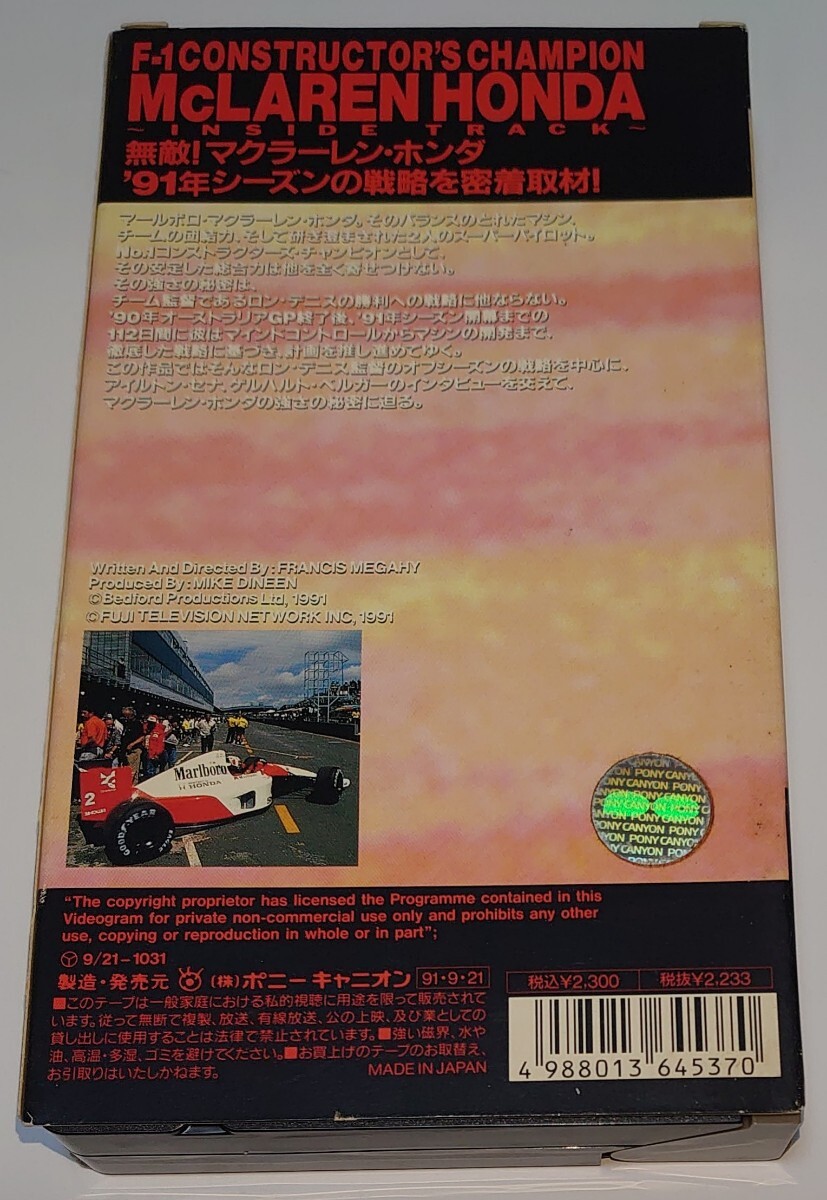 F-1 CONSTRUCTOR'S CHAMPION
McLAREN HONDA
~INSIDE TRACK~
無敵!マクラーレン・ホンダ
'91年シーズンの戦略を密着取材!
マールボロ・マクラーレン・ホンダ。そのバランスのとれたマシン、
チームの団結力、そして研ぎ澄まされた2人のスーパーパイロット。
No.1コンストラクターズ・チャンピオンとして、
その安定した総合力は他を全く寄せつけない。
その強さの秘密は、
チーム監督であるロン・デニスの勝利への戦略に他ならない。
'90年オーストラリアGP終了後、'91年シーズン開幕までの
112日間に彼はマインドコントロールからマシンの開発まで、
徹底した戦略に基づき、計画を推し進めてゆく。
この作品ではそんなロン・デニス監督のオフシーズンの戦略を中心に、
アイルトン・セナ、ゲルハルト・ベルガーのインタビューを交えて、
マクラーレン・ホンダの強さの秘密に迫る。
Written And Directed By:FRANCIS MEGAHY
Produced By:MIKE DINEEN
©Bedford Productions Ltd, 1991
©FUJI TELEVISION NETWORK INC, 1991
Marlboro
HONDA
2
GOODYEAR
CANYON
YON PONY CANYON
PONY CANYON PONY
NYON PONY CANYON
PONY CANYON PONY
CANYON PONY CANYON
CANYON PONY
"The copyright proprietor has licensed the Programme contained in this
Videogram for private non-commercial use only and prohibits any other
use, copying or reproduction in whole or in part";
9/21-1031
製造・発売元 (株)ポニーキャニオン 91・9・21 税込¥2,300 税抜¥2,233
■このテープは一般家庭における私的視聴に用途を限って販売されて
います。従って無断で複製、放送、有線放送、公の上映、及び業としての
貸し出しに使用することは法律で禁止されています。■強い磁界、水や
油、高温・多湿、ゴミを避けてください。■お買上げのテープのお取替え、
お引取りはいたしかねます。 MADE IN JAPAN
4 988013 645370